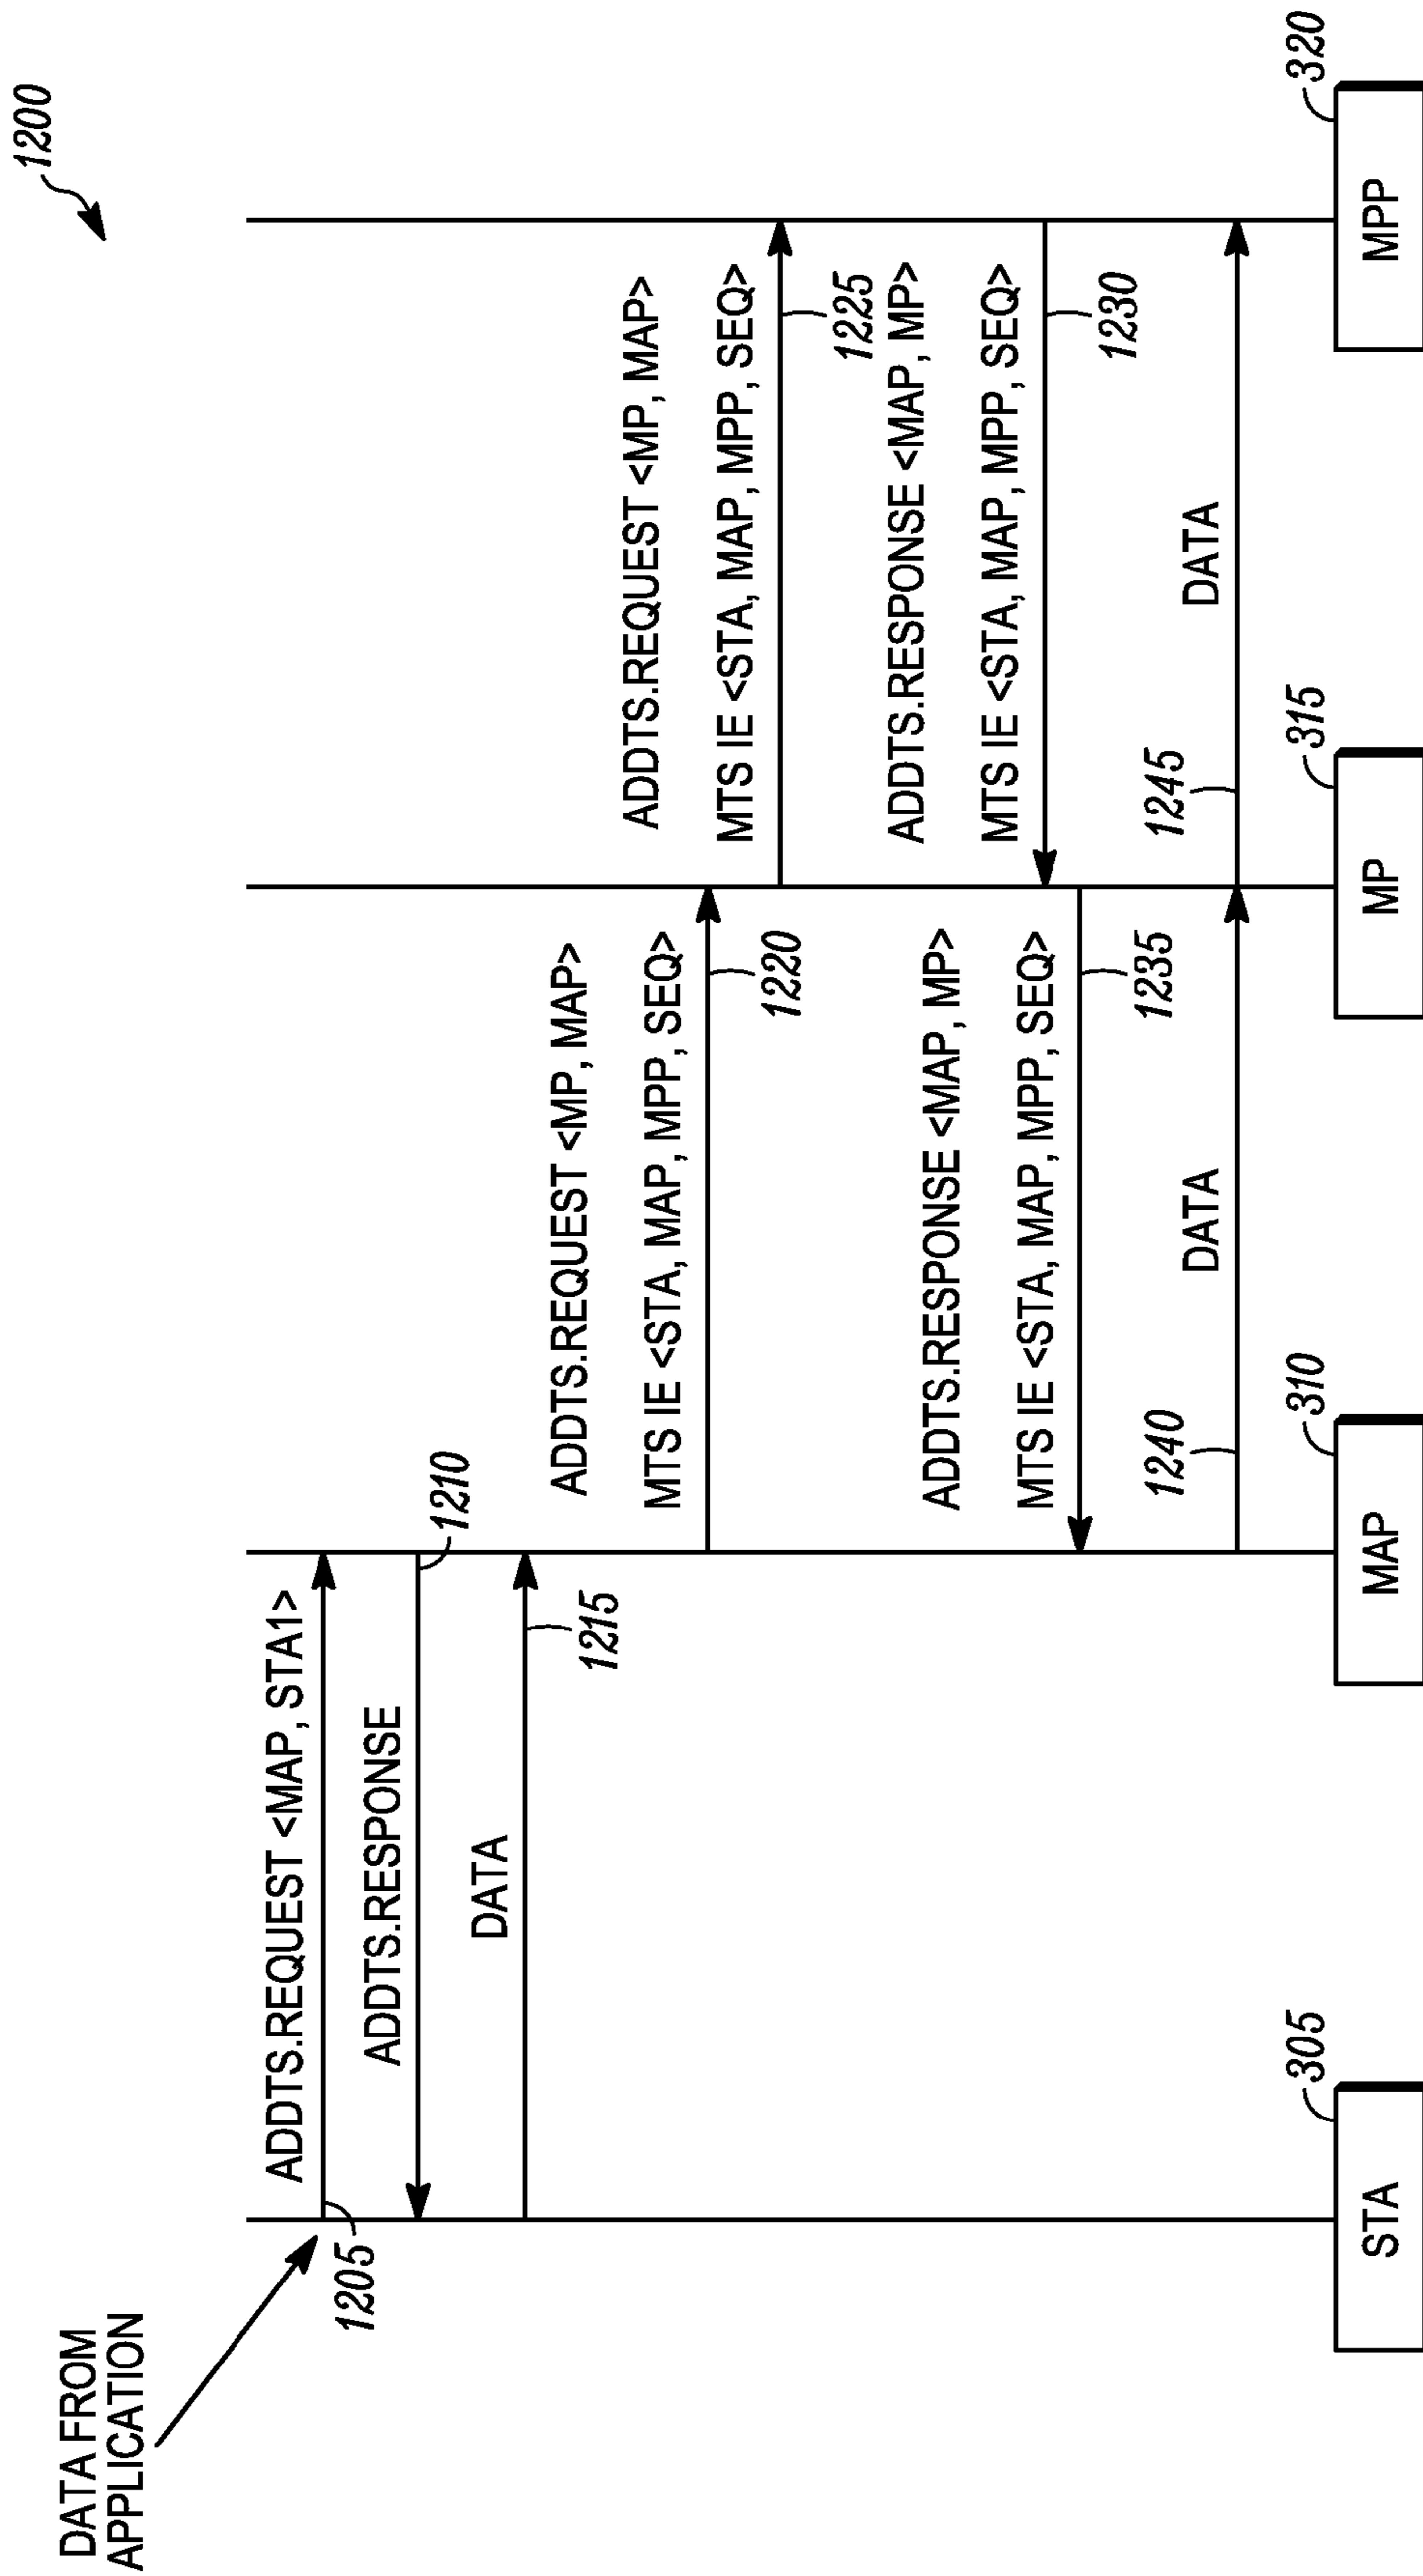 1200
DATA FROM
APPLICATION
ADDTS.REQUEST <MAP, STA1>
1205
ADDTS.RESPONSE
1210
DATA
1215
ADDTS.REQUEST <MP, MAP>
MTS IE <STA, MAP, MPP, SEQ>
1220
ADDTS.REQUEST <MP, MAP>
MTS IE <STA, MAP, MPP, SEQ>
1225
ADDTS.RESPONSE <MAP, MP>
MTS IE <STA, MAP, MPP, SEQ>
1230
ADDTS.RESPONSE <MAP, MP>
MTS IE <STA, MAP, MPP, SEQ>
1235
DATA
1240
DATA
1245
STA
305
MAP
310
MP
315
MPP
320